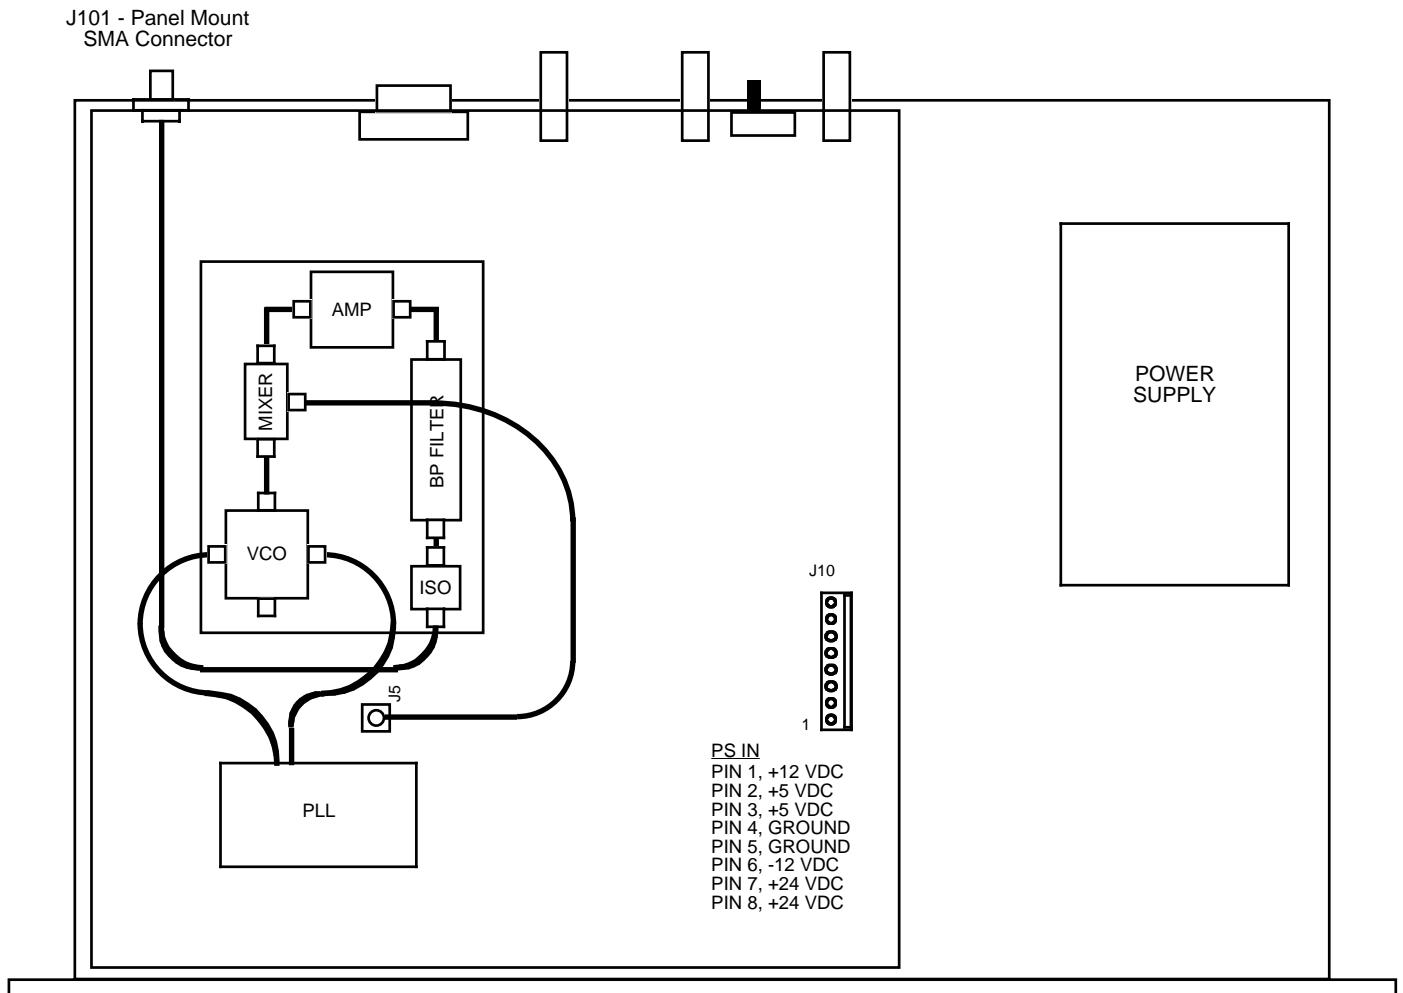 J101 - Panel Mount
SMA Connector
AMP
MIXER
BP FILTER
POWER
SUPPLY
VCO
ISO
J10
J5
1
PS IN
PIN 1, +12 VDC
PIN 2, +5 VDC
PIN 3, +5 VDC
PIN 4, GROUND
PIN 5, GROUND
PIN 6, -12 VDC
PIN 7, +24 VDC
PIN 8, +24 VDC
PLL